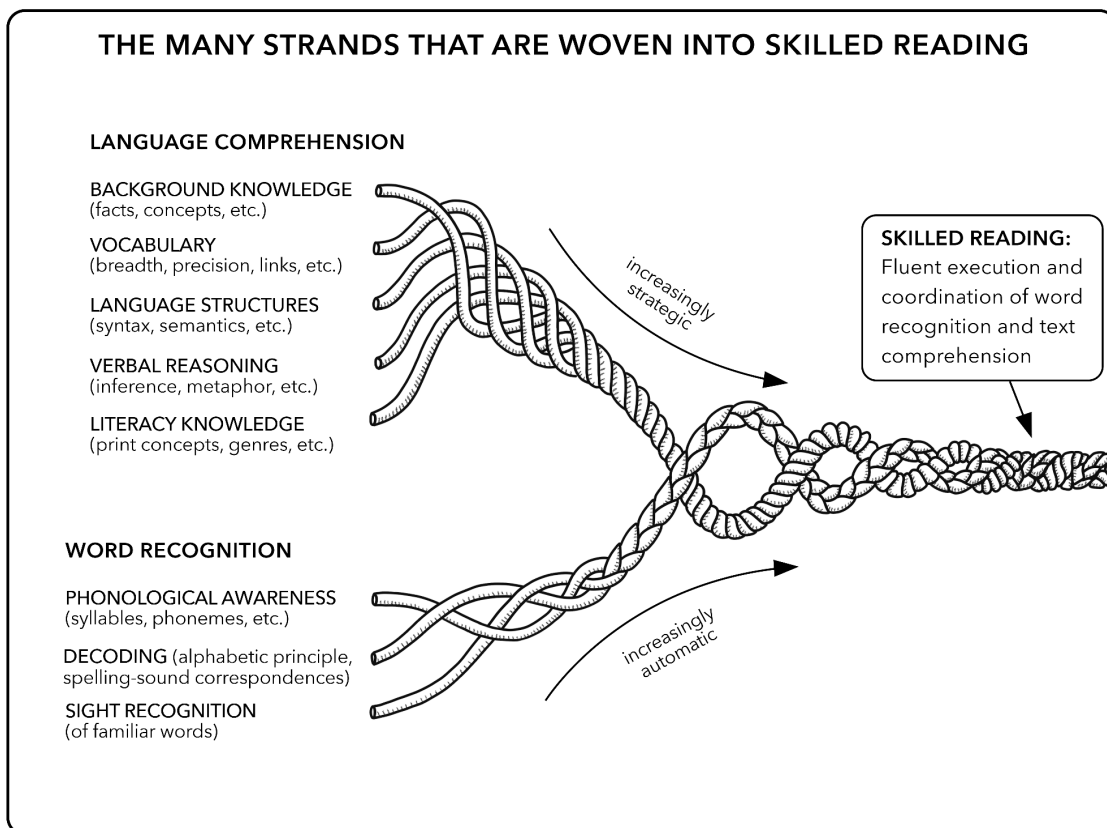 THE MANY STRANDS THAT ARE WOVEN INTO SKILLED READING
LANGUAGE COMPREHENSION
BACKGROUND KNOWLEDGE
(facts, concepts, etc.)
VOCABULARY
(breadth, precision, links, etc.)
LANGUAGE STRUCTURES
(syntax, semantics, etc.)
VERBAL REASONING
(inference, metaphor, etc.)
LITERACY KNOWLEDGE
(print concepts, genres, etc.)
increasingly
strategic
SKILLED READING:
Fluent execution and
coordination of word
recognition and text
comprehension
WORD RECOGNITION
PHONOLOGICAL AWARENESS
(syllables, phonemes, etc.)
DECODING (alphabetic principle,
spelling-sound correspondences)
SIGHT RECOGNITION
(of familiar words)
increasingly
automatic